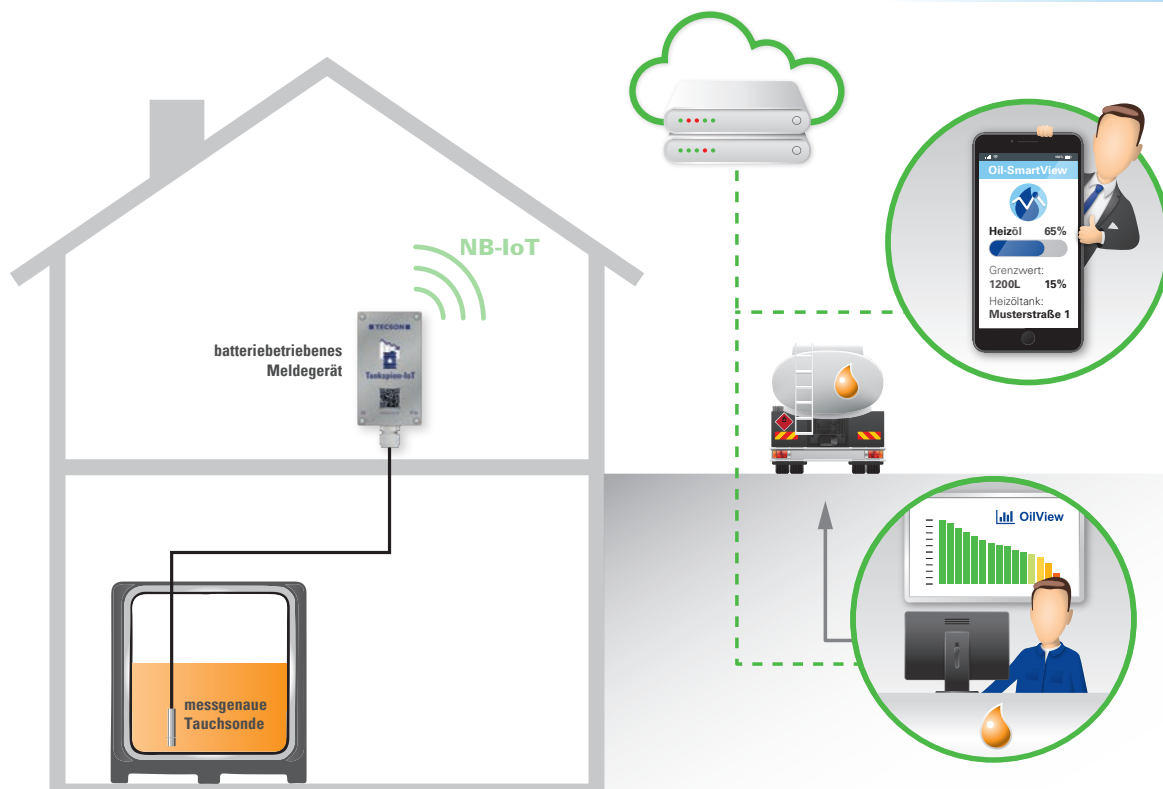 NB-IoT
TECSON
Tankspion-IoT
batteriebetriebenes
Meldegerät
messgenaue
Tauchsonde
Oil-SmartView
Heizöl 65%
Grenzwert:
1200L 15%
Heizöltank:
Musterstraße 1
OilView